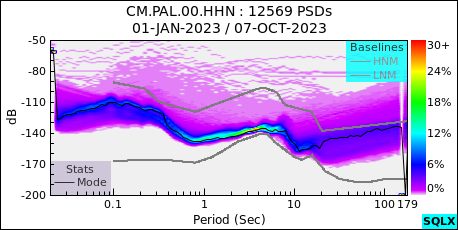 CM.PAL.00.HHN : 12569 PSDs
01-JAN-2023 / 07-OCT-2023
-50
-80
-110
-140
-170
-200
dB
Baselines
HNM
LNM
Stats
Mode
0.1
1
10
100
179
Period (Sec)
30+
24%
18%
12%
6%
0%
SQLX